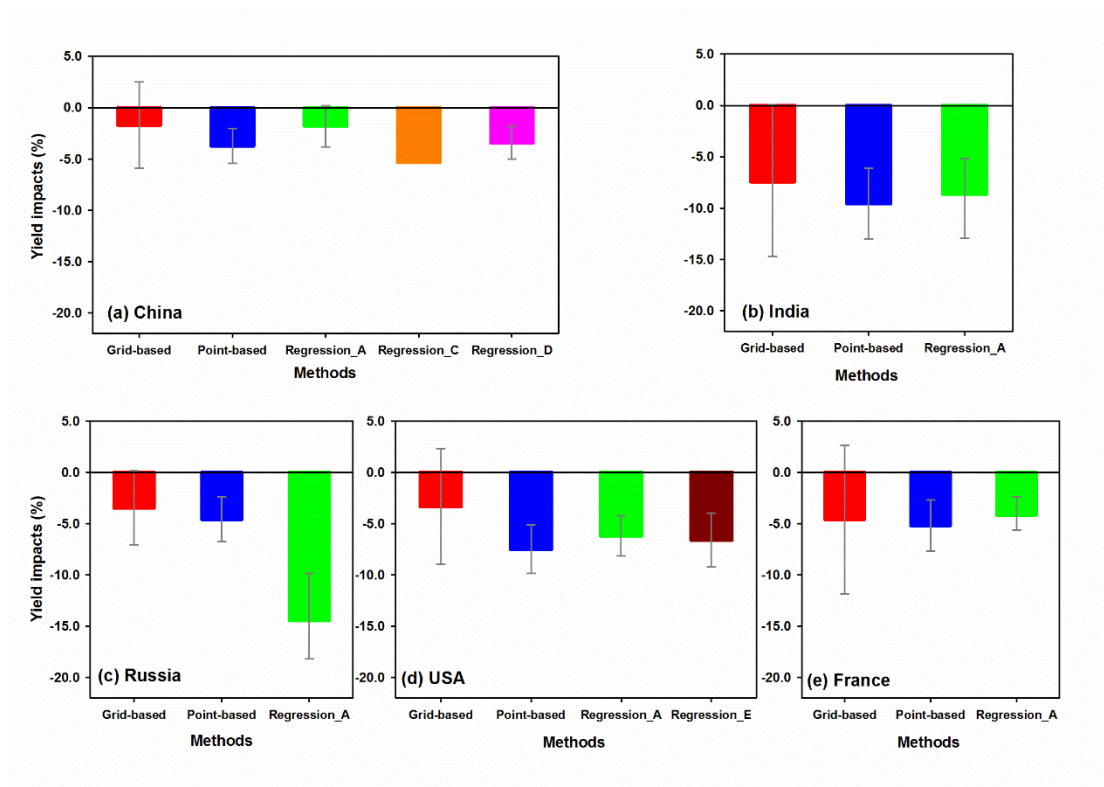 5.0
0.0
-5.0
-10.0
-15.0
-20.0
Yield impacts (%)
(a) China
Grid-based Point-based Regression_A Regression_C Regression_D
Methods
5.0
0.0
-5.0
-10.0
-15.0
-20.0
(b) India
Grid-based Point-based Regression_A
Methods
5.0
0.0
-5.0
-10.0
-15.0
-20.0
Yield impacts (%)
(c) Russia
Grid-based Point-based Regression_A
Methods
5.0
0.0
-5.0
-10.0
-15.0
-20.0
(d) USA
Grid-based Point-based Regression_A Regression_E
Methods
5.0
0.0
-5.0
-10.0
-15.0
-20.0
(e) France
Grid-based Point-based Regression_A
Methods